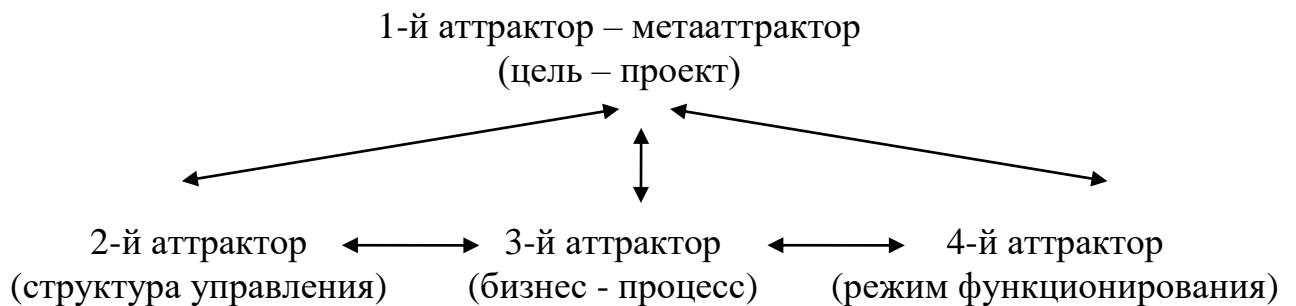 1-й аттрактор – метааттрактор
(цель – проект)
2-й аттрактор 3-й аттрактор 4-й аттрактор
(структура управления) (бизнес - процесс) (режим функционирования)